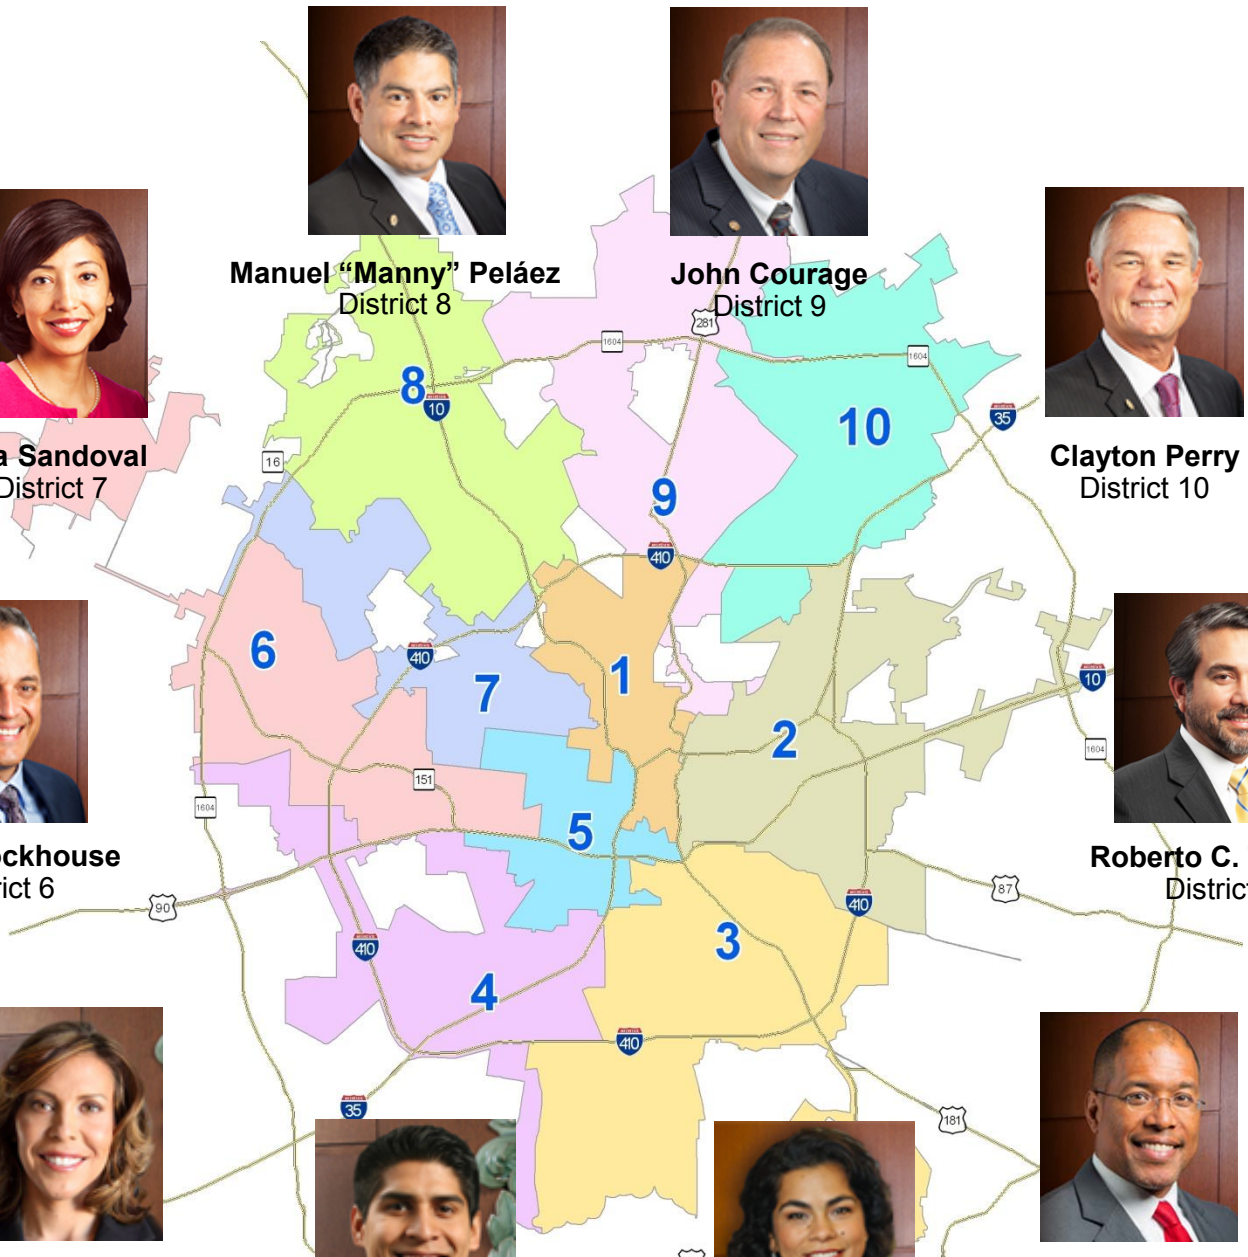 Manuel “Manny” Peláez
District 8
John Courage
District 9
a Sandoval
District 7
Clayton Perry
District 10
ockhouse
rict 6
Roberto C.
District
1604
281
1604
8
10
10
35
16
9
410
6
410
7
1
10
2
1604
151
1604
5
90
87
410
410
3
4
410
35
181